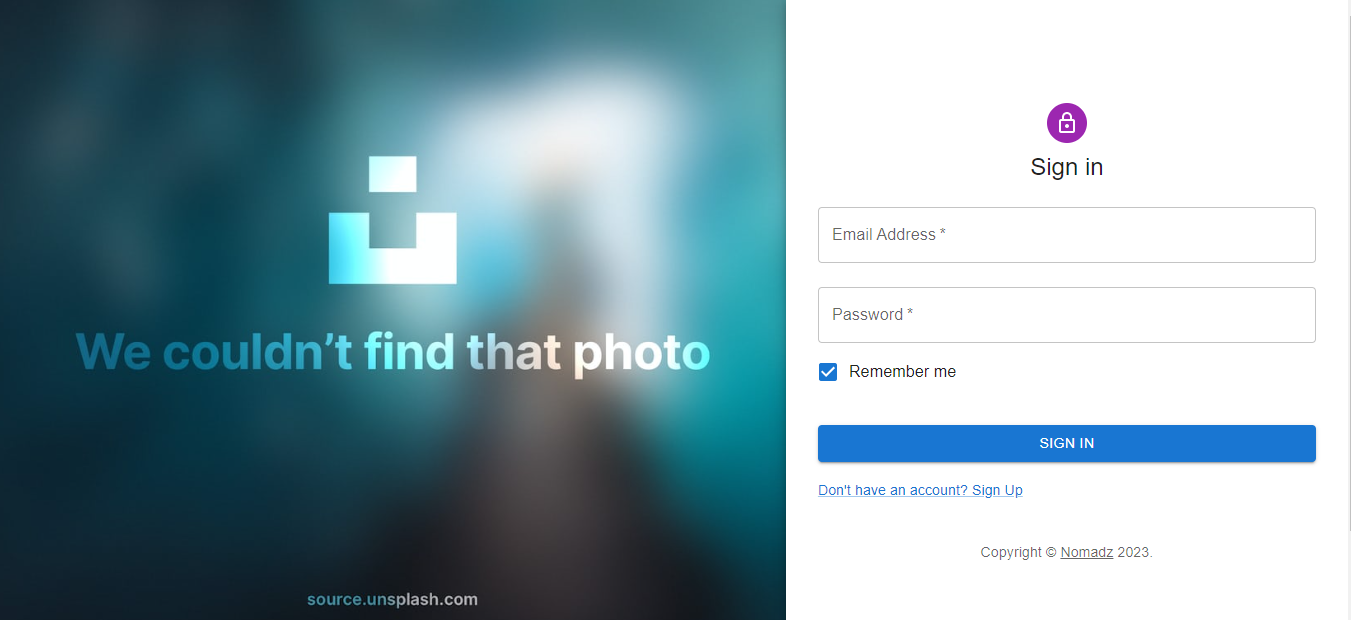 We couldn’t find that photo
source.unsplash.com
Sign in
Email Address *
Password *
Remember me
SIGN IN
Don't have an account? Sign Up
Copyright © Nomadz 2023.